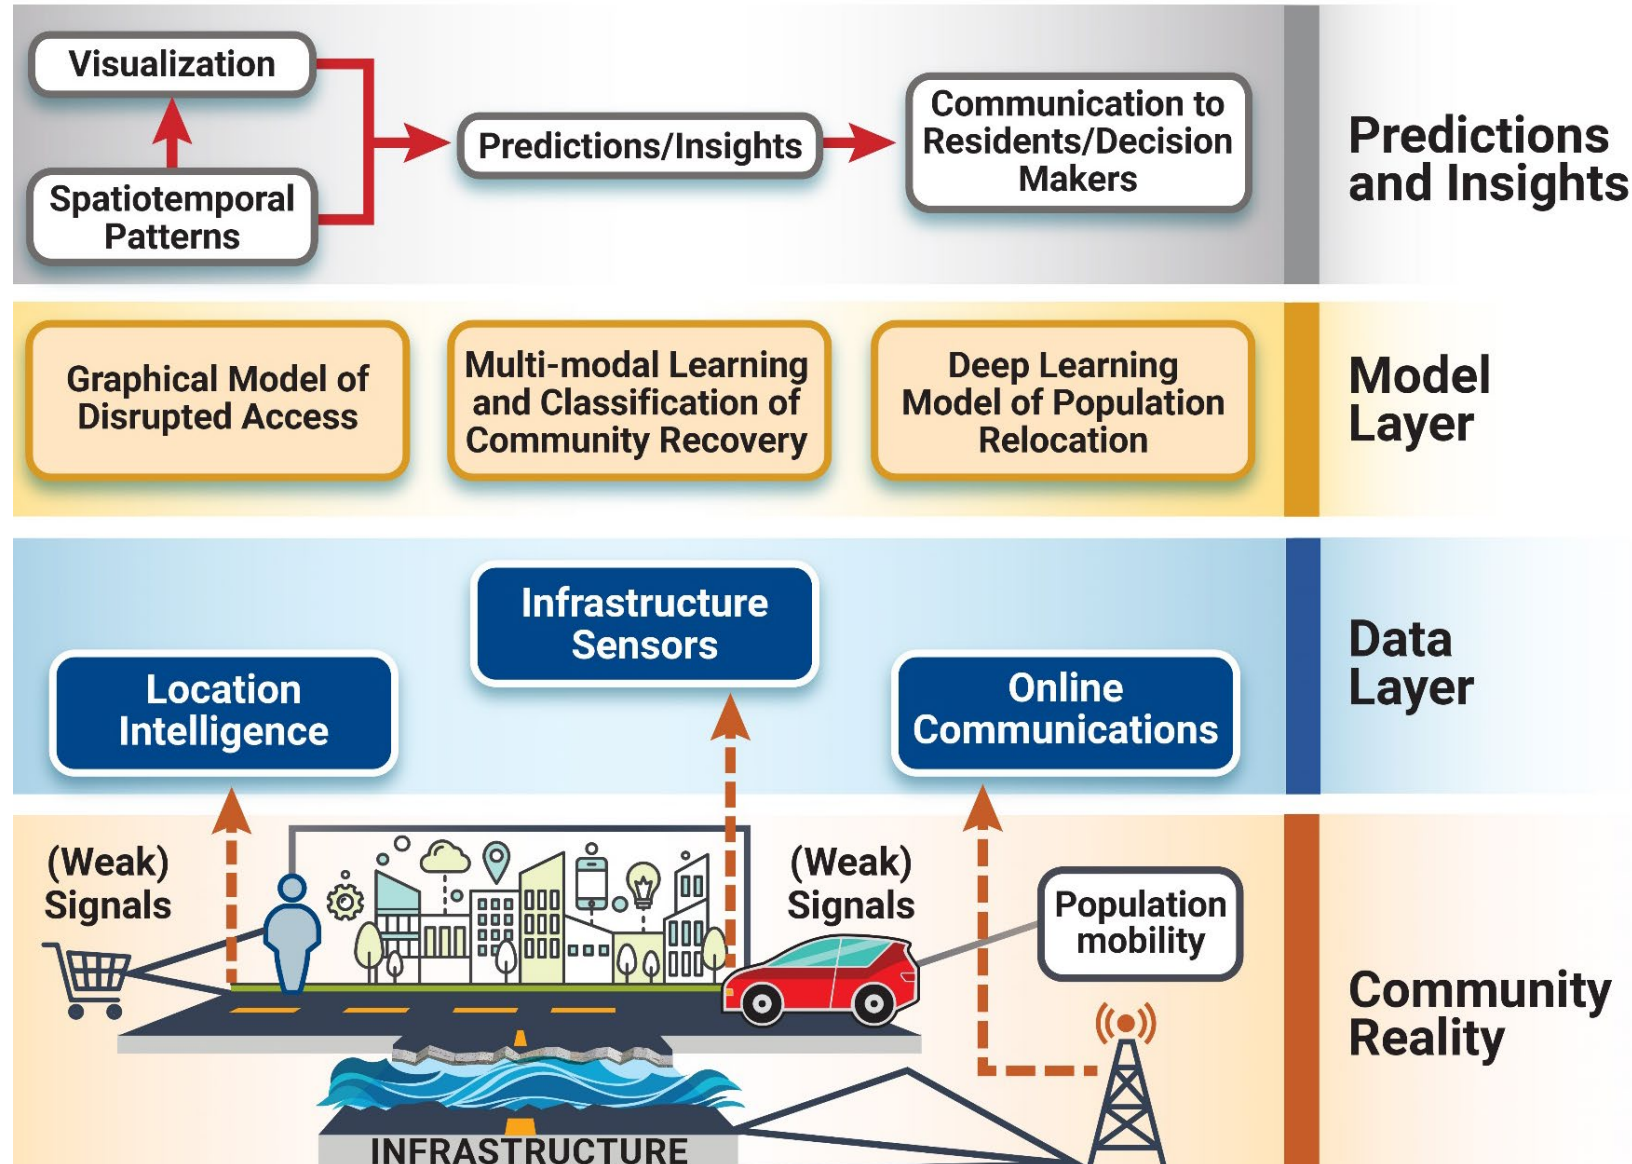 Visualization
Spatiotemporal
Patterns
Predictions/Insights
Communication to
Residents/Decision
Makers
Predictions
and Insights
Graphical Model of
Disrupted Access
Multi-modal Learning
and Classification of
Community Recovery
Deep Learning
Model of Population
Relocation
Model
Layer
Location
Intelligence
Infrastructure
Sensors
Online
Communications
Data
Layer
(Weak)
Signals
(Weak)
Signals
Population
mobility
Community
Reality
INFRASTRUCTURE